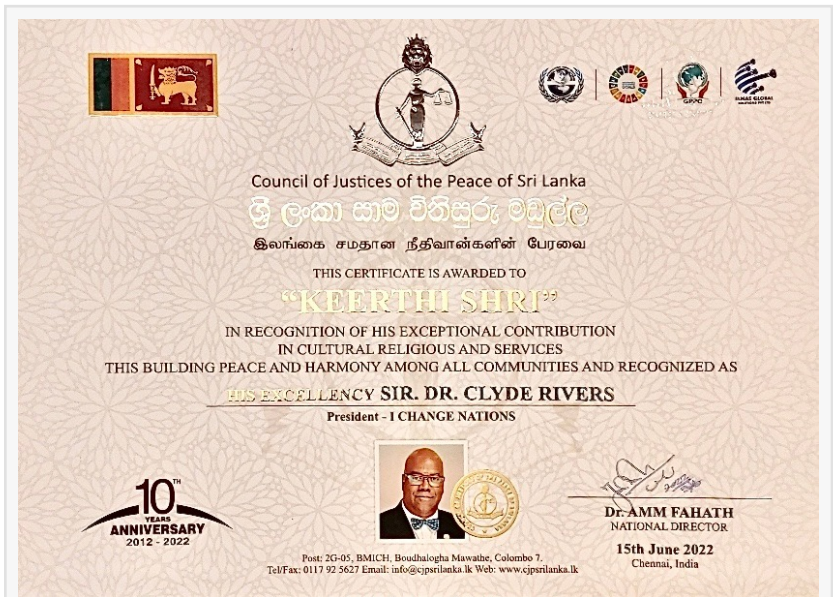 Council of Justices of the Peace of Sri Lanka
ශ්‍රී ලංකා සාම විනිසුරු මඩුල්ල
இலங்கை சமதான நீதிவான்களின் பேரவை
THIS CERTIFICATE IS AWARDED TO
“KEERTHI SHRI”
IN RECOGNITION OF HIS EXCEPTIONAL CONTRIBUTION
IN CULTURAL RELIGIOUS AND SERVICES
THIS BUILDING PEACE AND HARMONY AMONG ALL COMMUNITIES AND RECOGNIZED AS
HIS EXCELLENCY SIR. DR. CLYDE RIVERS
President - I CHANGE NATIONS
10TH
YEARS
ANNIVERSARY
2012 - 2022
Dr. AMM FAHATH
NATIONAL DIRECTOR
15th June 2022
Chennai, India
Post: 2G-05, BMICH, Boudhalogha Mawathe, Colombo 7.
Tel/Fax: 0117 92 5627 Email: info@cjpsrilanka.lk Web: www.cjpsrilanka.lk